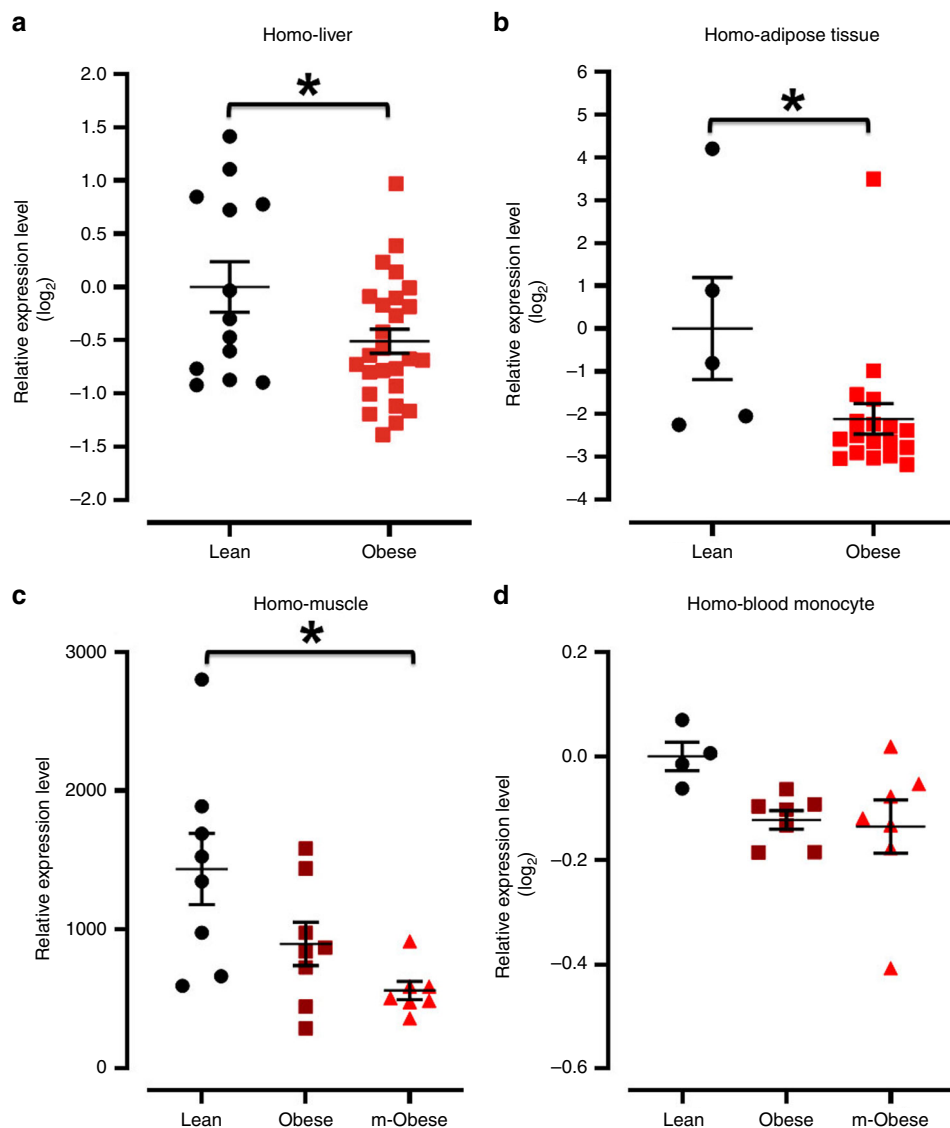 a
Homo-liver
Relative expression level
(log2)
2.0
1.5
1.0
0.5
0.0
–0.5
–1.0
–1.5
–2.0
*
Lean
Obese
b
Homo-adipose tissue
Relative expression level
(log2)
6
5
4
3
2
1
0
–1
–2
–3
–4
*
Lean
Obese
c
Homo-muscle
Relative expression level
3000
2000
1000
0
*
Lean
Obese
m-Obese
d
Homo-blood monocyte
Relative expression level
(log2)
0.2
0.0
–0.2
–0.4
–0.6
Lean
Obese
m-Obese